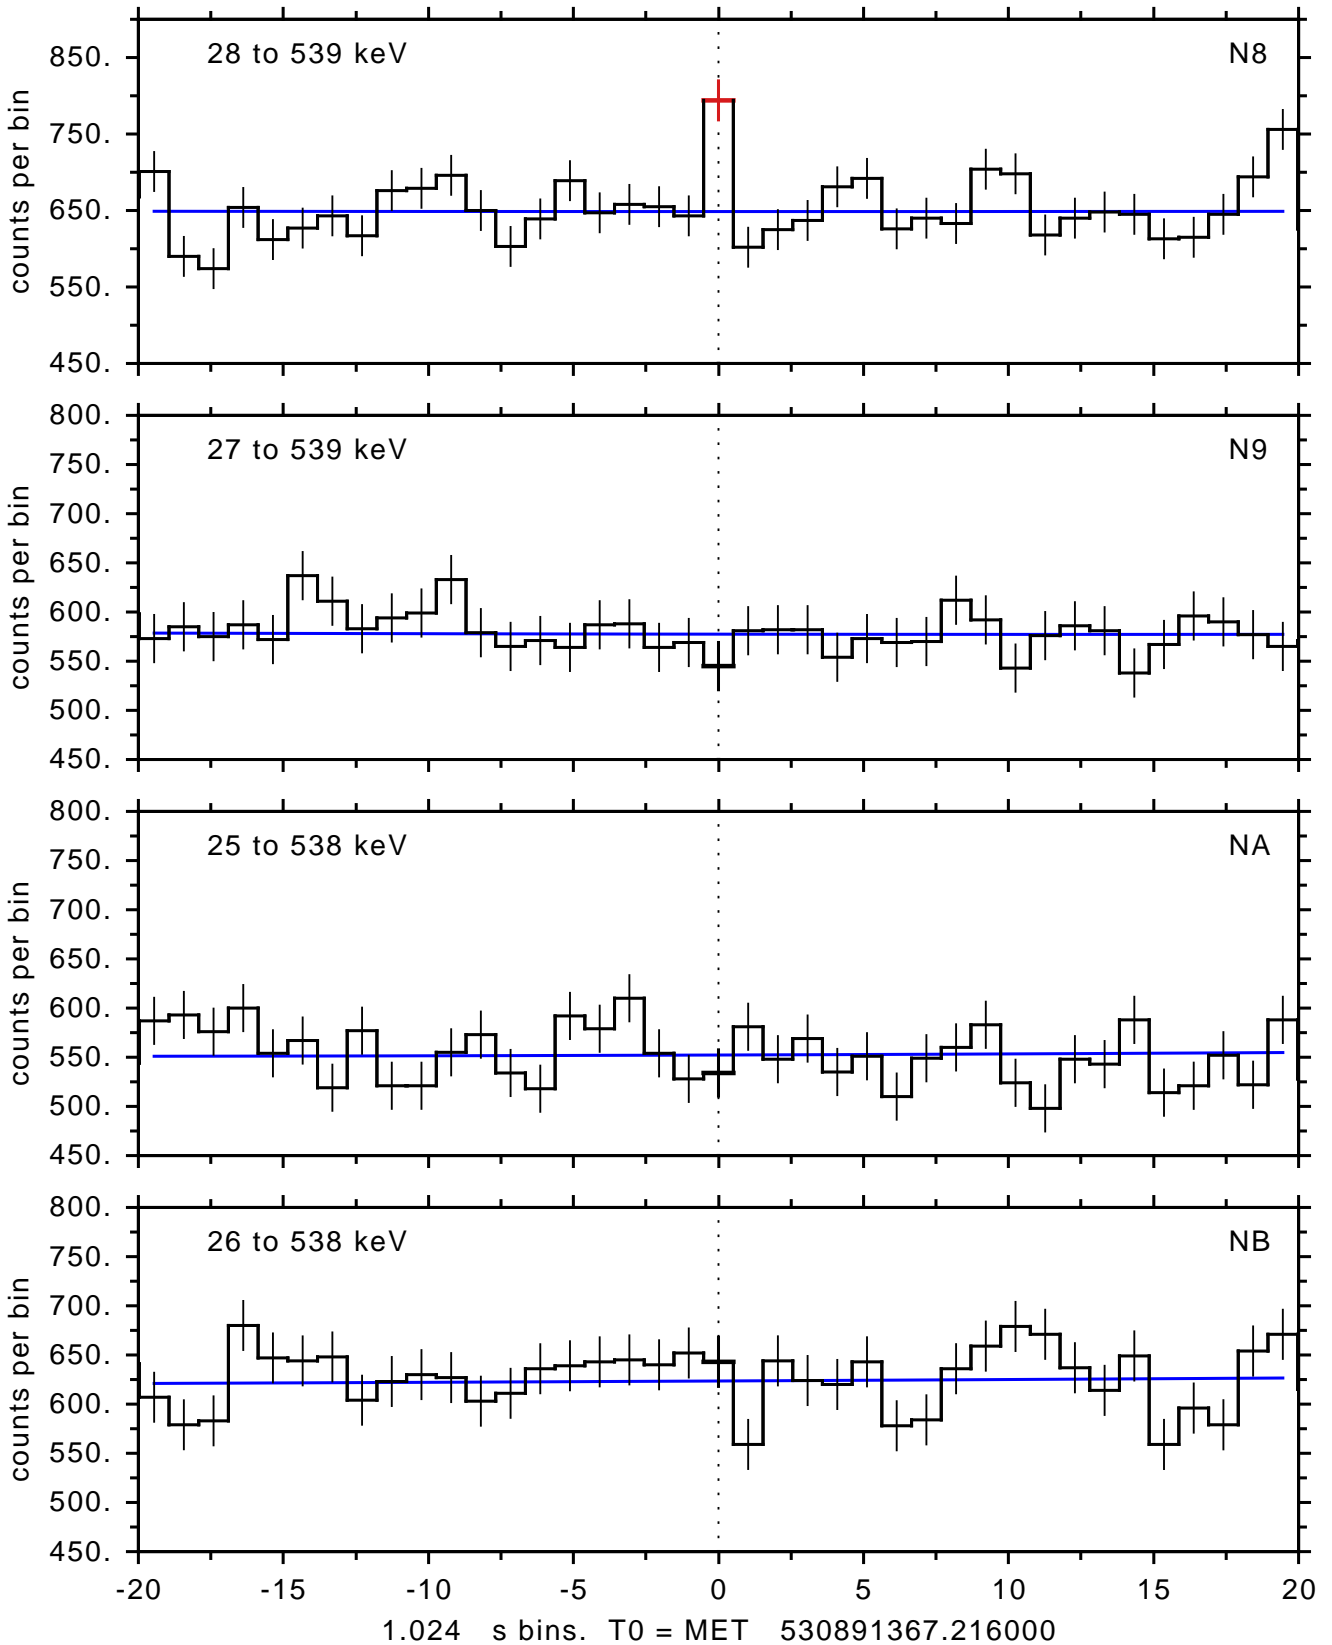 28 to 539 keV N8
850.
750.
650.
550.
450.
counts per bin
27 to 539 keV N9
800.
750.
700.
650.
600.
550.
500.
450.
counts per bin
25 to 538 keV NA
800.
750.
700.
650.
600.
550.
500.
450.
counts per bin
26 to 538 keV NB
800.
750.
700.
650.
600.
550.
500.
450.
counts per bin
-20 -15 -10 -5 0 5 10 15 20
1.024 s bins. T0 = MET 530891367.216000